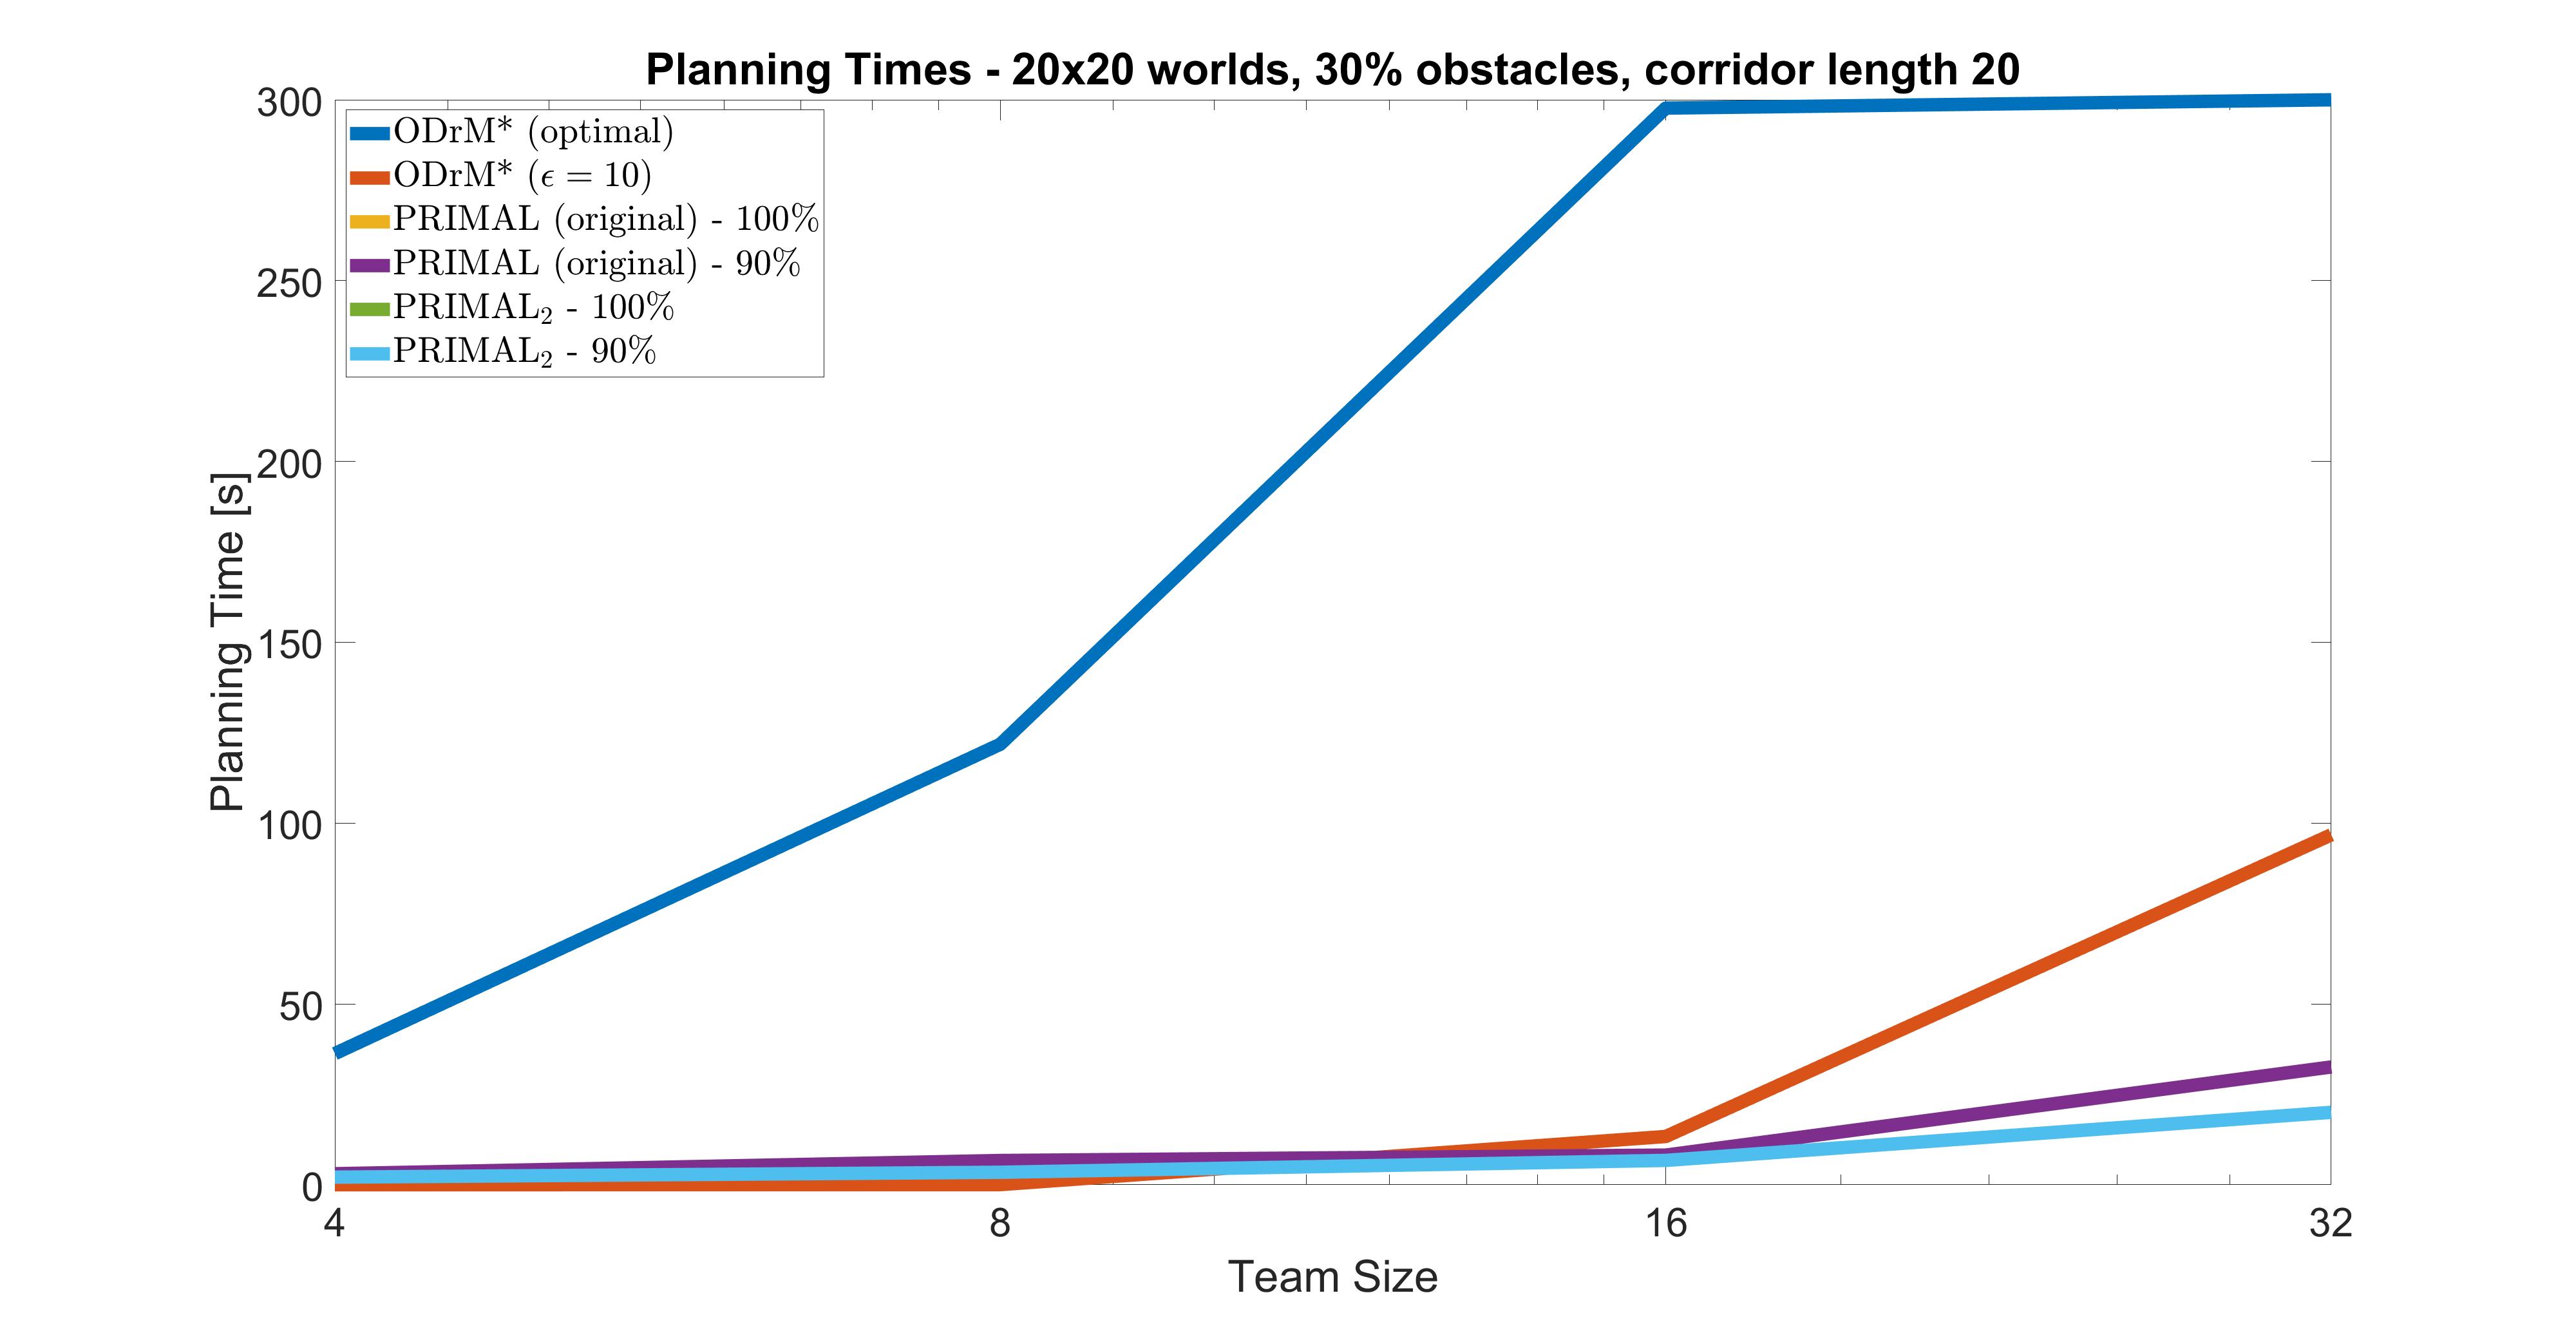 Planning Times - 20x20 worlds, 30% obstacles, corridor length 20
300
250
200
150
100
50
0
Planning Time [s]
ODrM* (optimal)
ODrM* (ϵ = 10)
PRIMAL (original) - 100%
PRIMAL (original) - 90%
PRIMAL₂ - 100%
PRIMAL₂ - 90%
4 8 16 32
Team Size